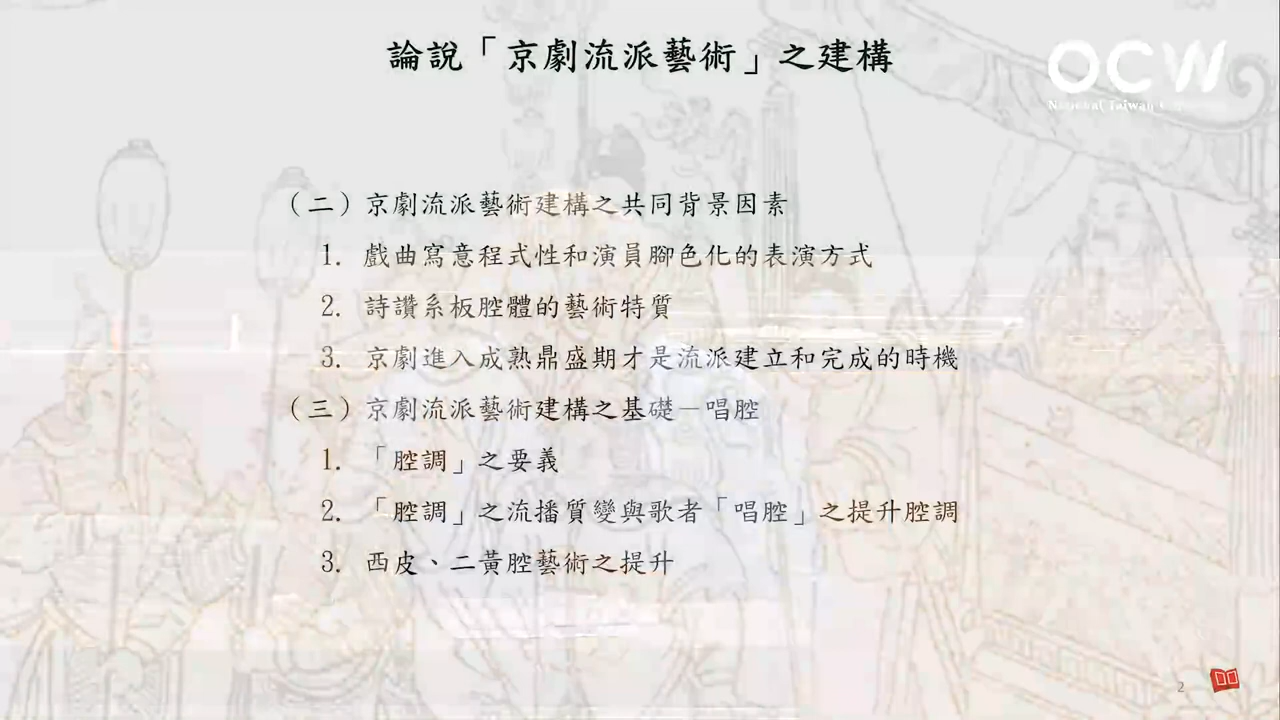 論說「京劇流派藝術」之建構
OCW
National Taiwan
（二）京劇流派藝術建構之共同背景因素
1. 戲曲寫意程式性和演員腳色化的表演方式
2. 詩讚系板腔體的藝術特質
3. 京劇進入成熟鼎盛期才是流派建立和完成的時機
（三）京劇流派藝術建構之基礎－唱腔
1. 「腔調」之要義
2. 「腔調」之流播質變與歌者「唱腔」之提升腔調
3. 西皮、二黃腔藝術之提升
2